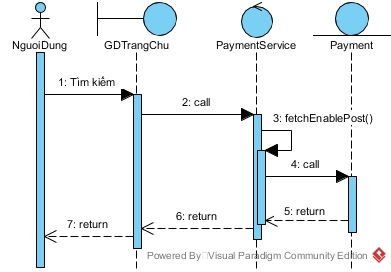 NguoiDung
GDTrangChu
PaymentService
Payment
1: Tìm kiếm
2: call
3: fetchEnablePost()
4: call
5: return
6: return
7: return
Powered By Visual Paradigm Community Edition